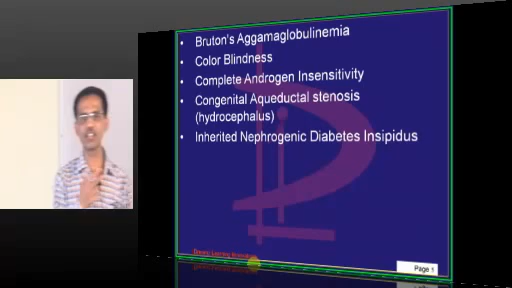 • Bruton's Aggamaglobulinemia
• Color Blindness
• Complete Androgen Insensitivity
• Congenital Aqueductal stenosis
(hydrocephalus)
• Inherited Nephrogenic Diabetes Insipidus
Page 1